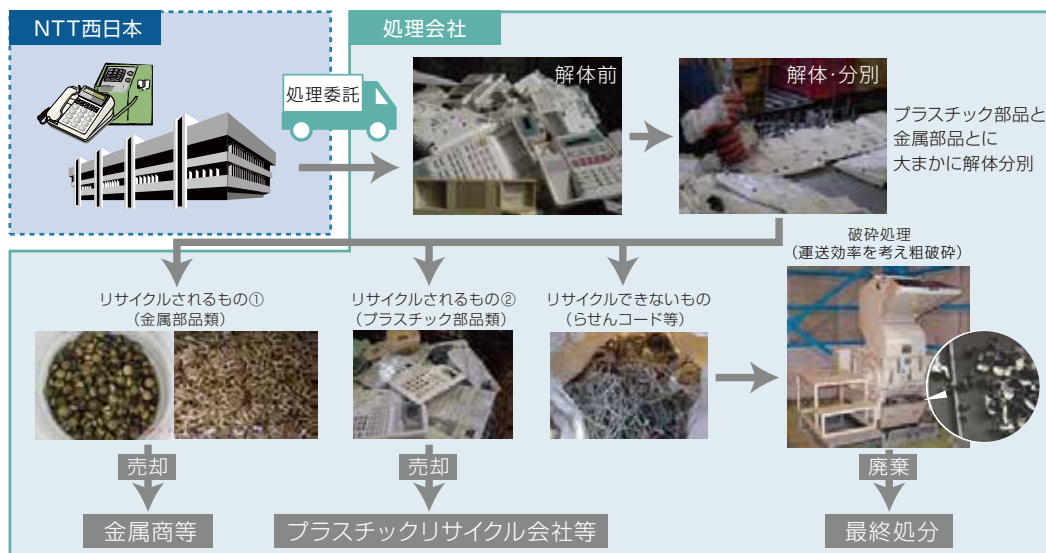 NTT西日本
処理会社
処理委託
解体前
解体・分別
プラスチック部品と
金属部品とに
大まかに解体分別
破砕処理
（運送効率を考え粗破砕）
リサイクルされるもの①
（金属部品類）
リサイクルされるもの②
（プラスチック部品類）
リサイクルできないもの
（らせんコード等）
売却
売却
廃棄
金属商等
プラスチックリサイクル会社等
最終処分